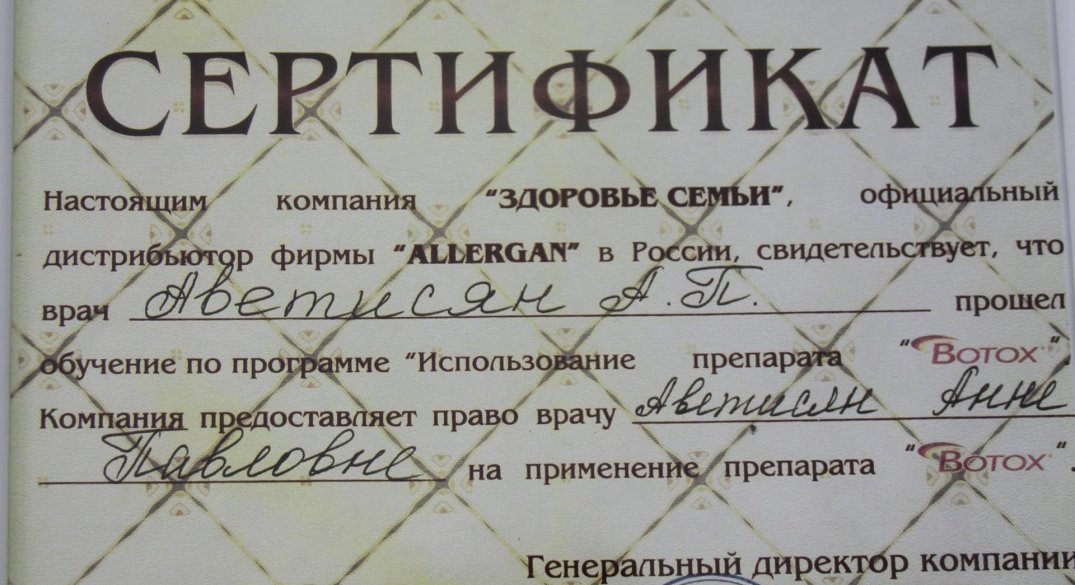 СЕРТИФИКАТ
Настоящим компания "ЗДОРОВЬЕ СЕМЬИ", официальный
дистрибьютор фирмы "ALLERGAN" в России, свидетельствует, что
врач Аветисян А.П. прошел
обучение по программе "Использование препарата "BOTOX".
Компания предоставляет право врачу Аветисян Анне
Павловне на применение препарата "BOTOX".
Генеральный директор компании